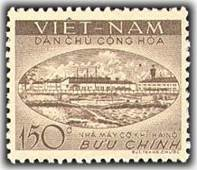 VIỆT-NAM
DÂN CHỦ CỘNG HÒA
150đ
NHÀ MÁY CƠ KHÍ HÀ NỘI
BƯU CHÍNH